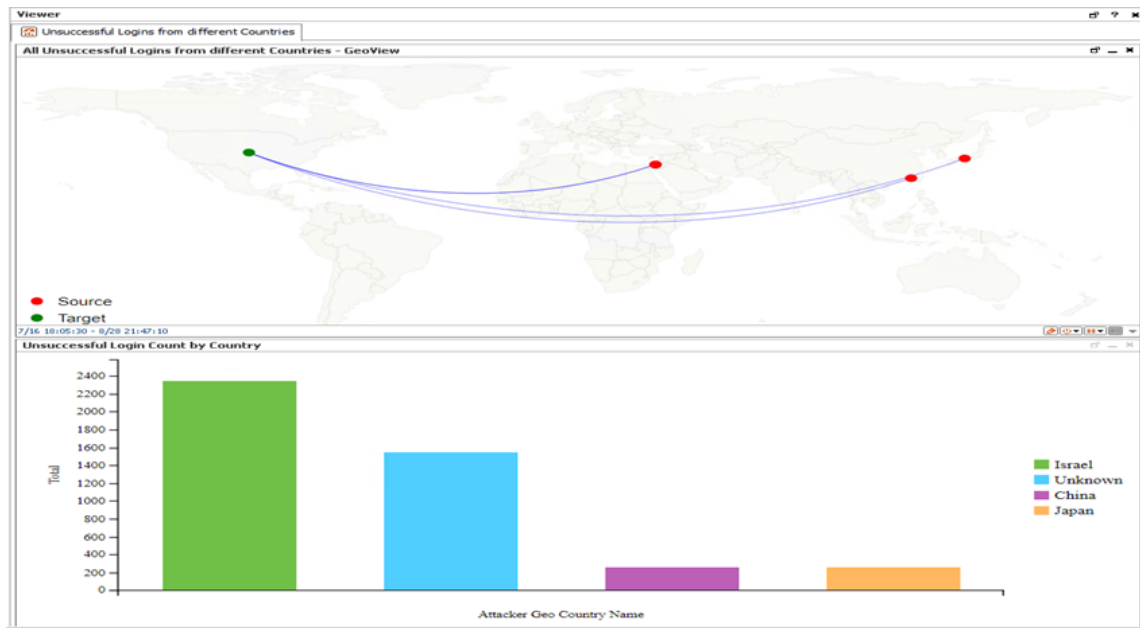 Viewer
Unsuccessful Logins from different Countries
All Unsuccessful Logins from different Countries - GeoView
Source
Target
7/16 18:05:30 - 8/28 21:47:10
Unsuccessful Login Count by Country
2400
2200
2000
1800
1600
1400
1200
1000
800
600
400
200
0
Total
Israel
Unknown
China
Japan
Attacker Geo Country Name